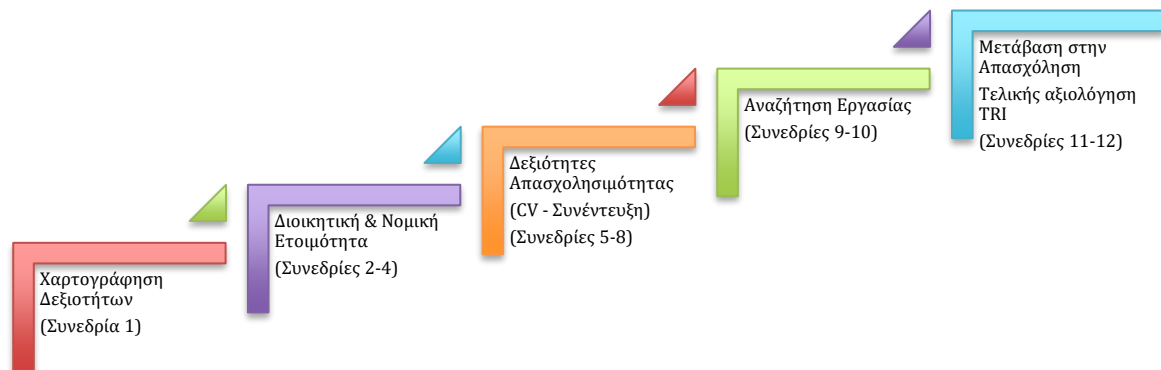 Χαρτογράφηση
Δεξιοτήτων
(Συνεδρία 1)
Διοικητική & Νομική
Ετοιμότητα
(Συνεδρίες 2-4)
Δεξιότητες
Απασχολησιμότητας
(CV - Συνέντευξη)
(Συνεδρίες 5-8)
Αναζήτηση Εργασίας
(Συνεδρίες 9-10)
Μετάβαση στην
Απασχόληση
Τελικής αξιολόγηση
TRI
(Συνεδρίες 11-12)